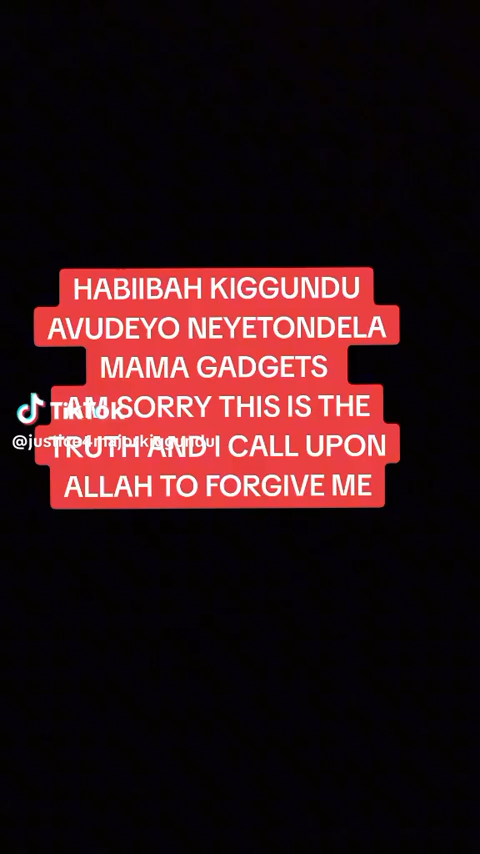 HABIIBAH KIGGUNDU
AVUDEYO NEYETONDELA
MAMA GADGETS
AM SORRY THIS IS THE
TRUTH AND I CALL UPON
ALLAH TO FORGIVE ME
TikTok
@justice4majorkiggundu